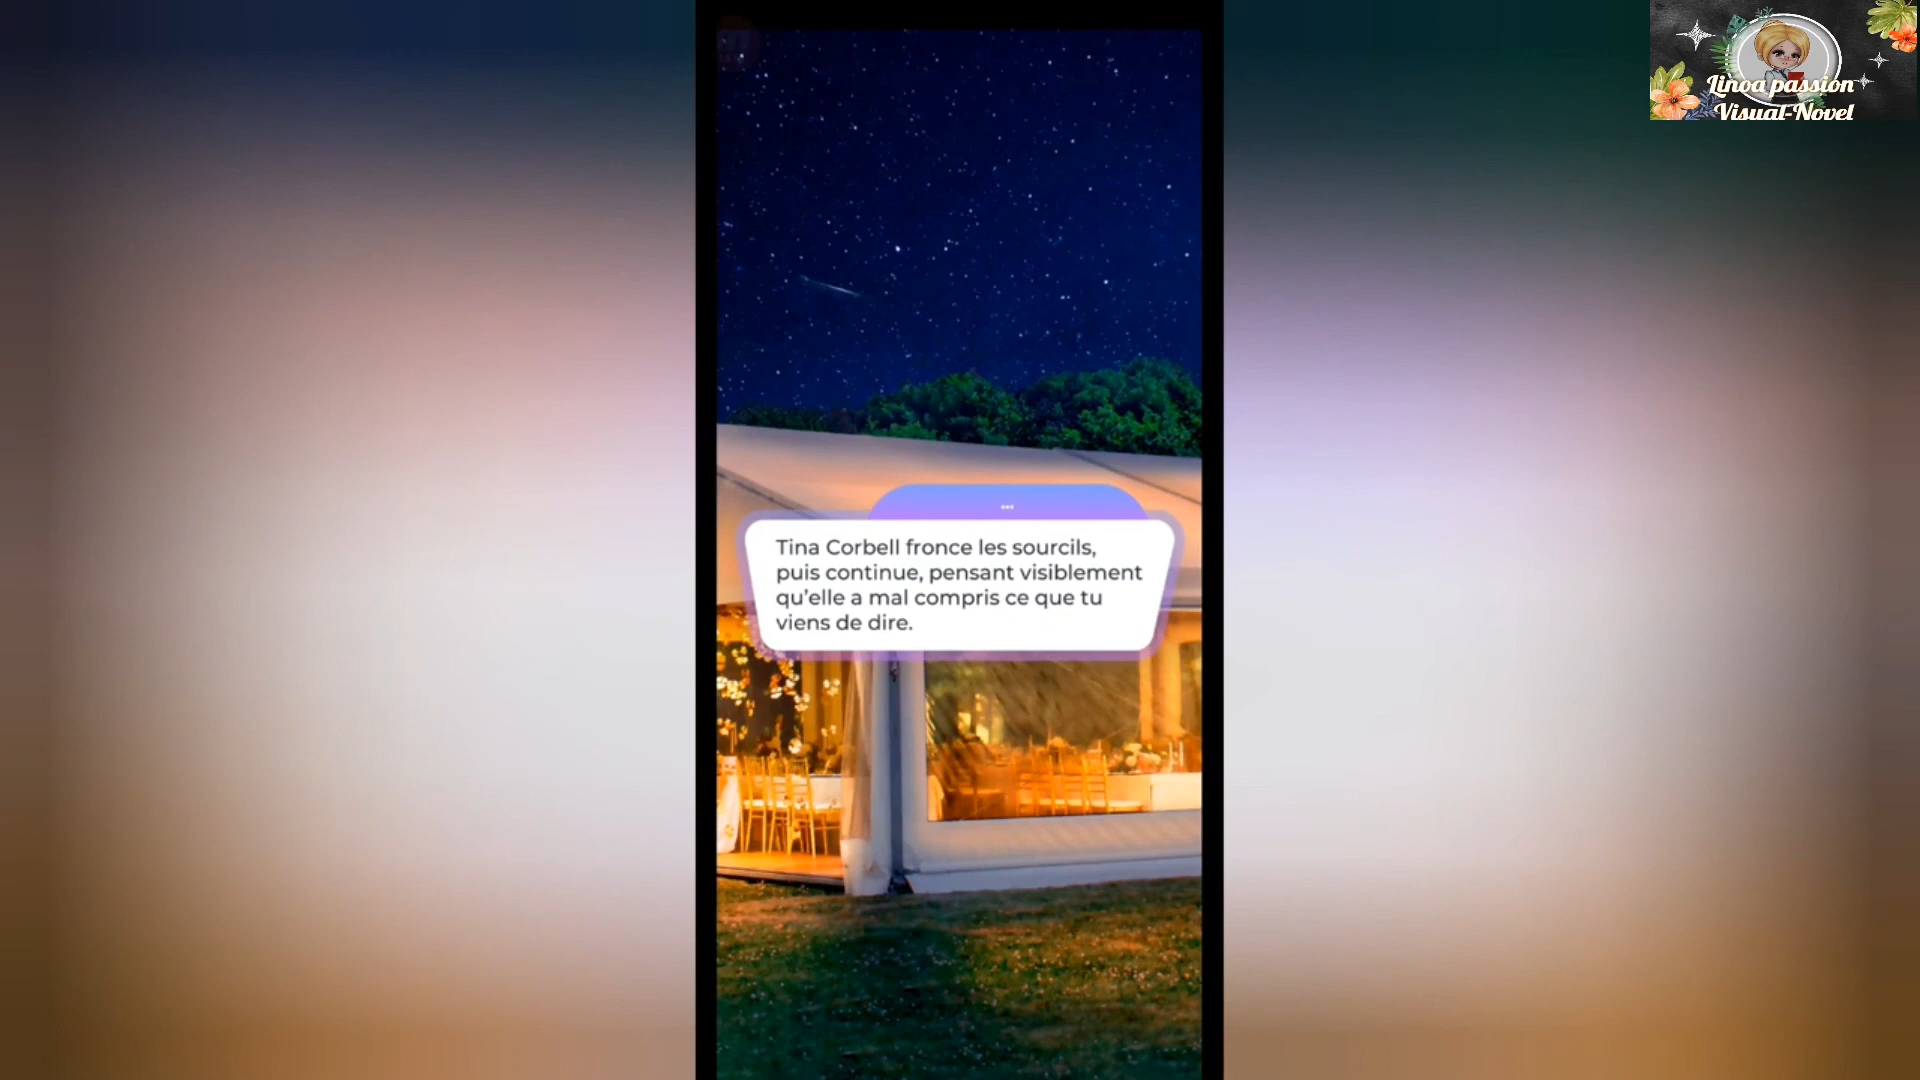 Linoa passion
Visual-Novel
...
Tina Corbell fronce les sourcils,
puis continue, pensant visiblement
qu’elle a mal compris ce que tu
viens de dire.